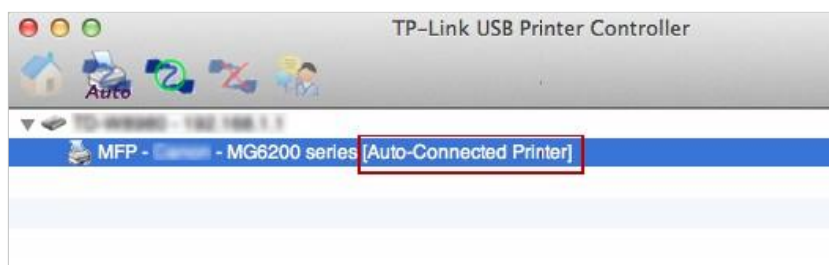 TP-Link USB Printer Controller
Auto
MFP - - MG6200 series [Auto-Connected Printer]